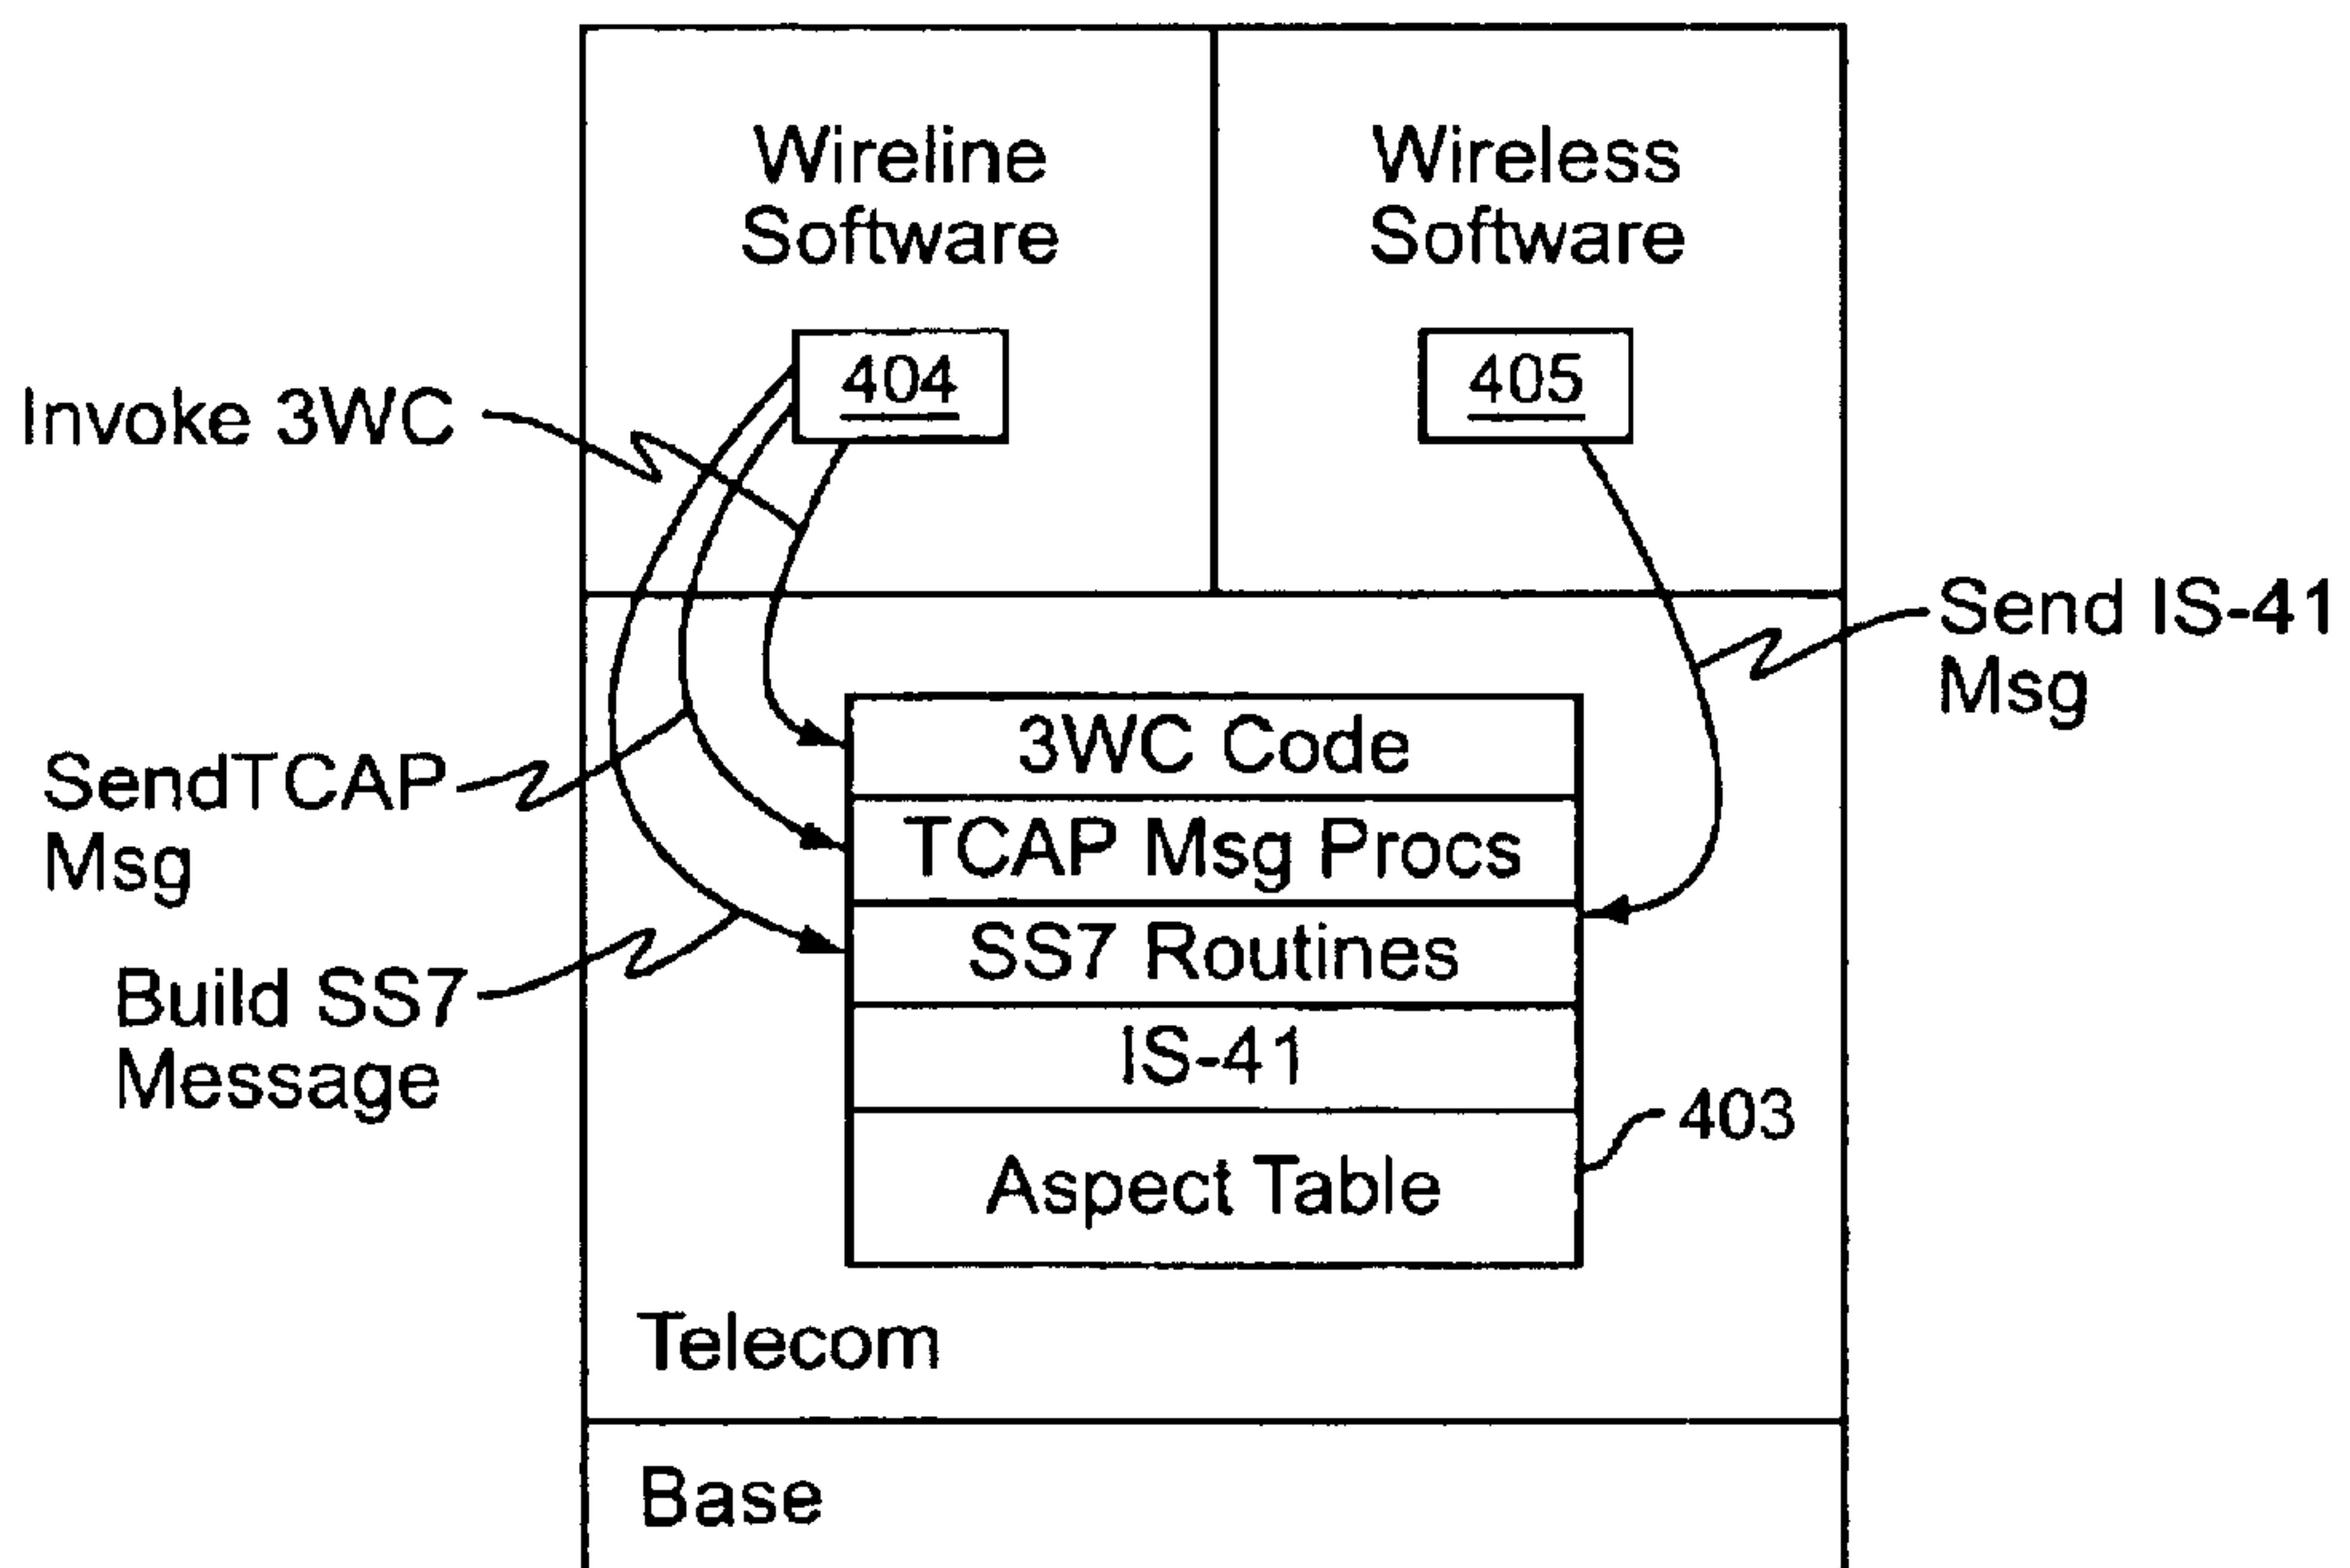 Wireline
Software
Wireless
Software
404
405
Invoke 3WC
Send IS-41
Msg
3WC Code
SendTCAP
Msg
TCAP Msg Procs
SS7 Routines
Build SS7
Message
IS-41
403
Aspect Table
Telecom
Base